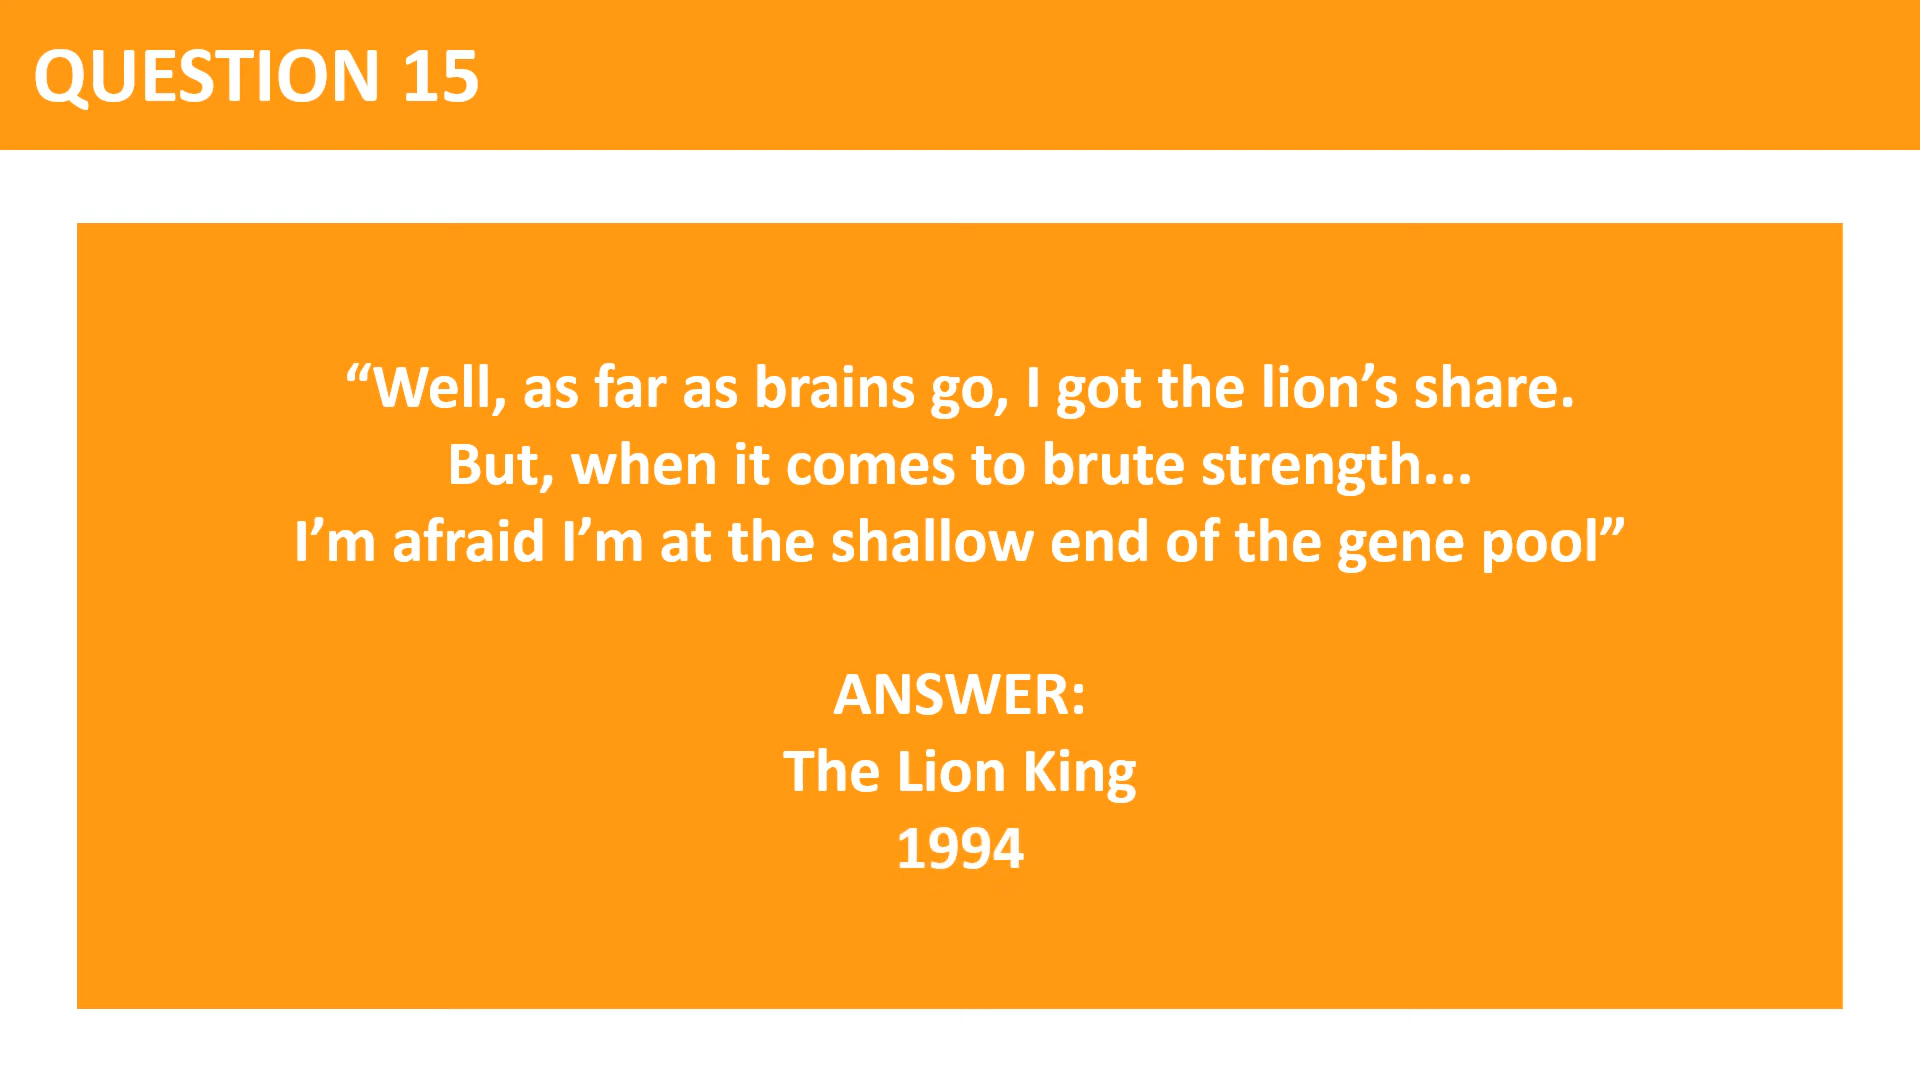 QUESTION 15
“Well, as far as brains go, I got the lion’s share.
But, when it comes to brute strength...
I’m afraid I’m at the shallow end of the gene pool”
ANSWER:
The Lion King
1994